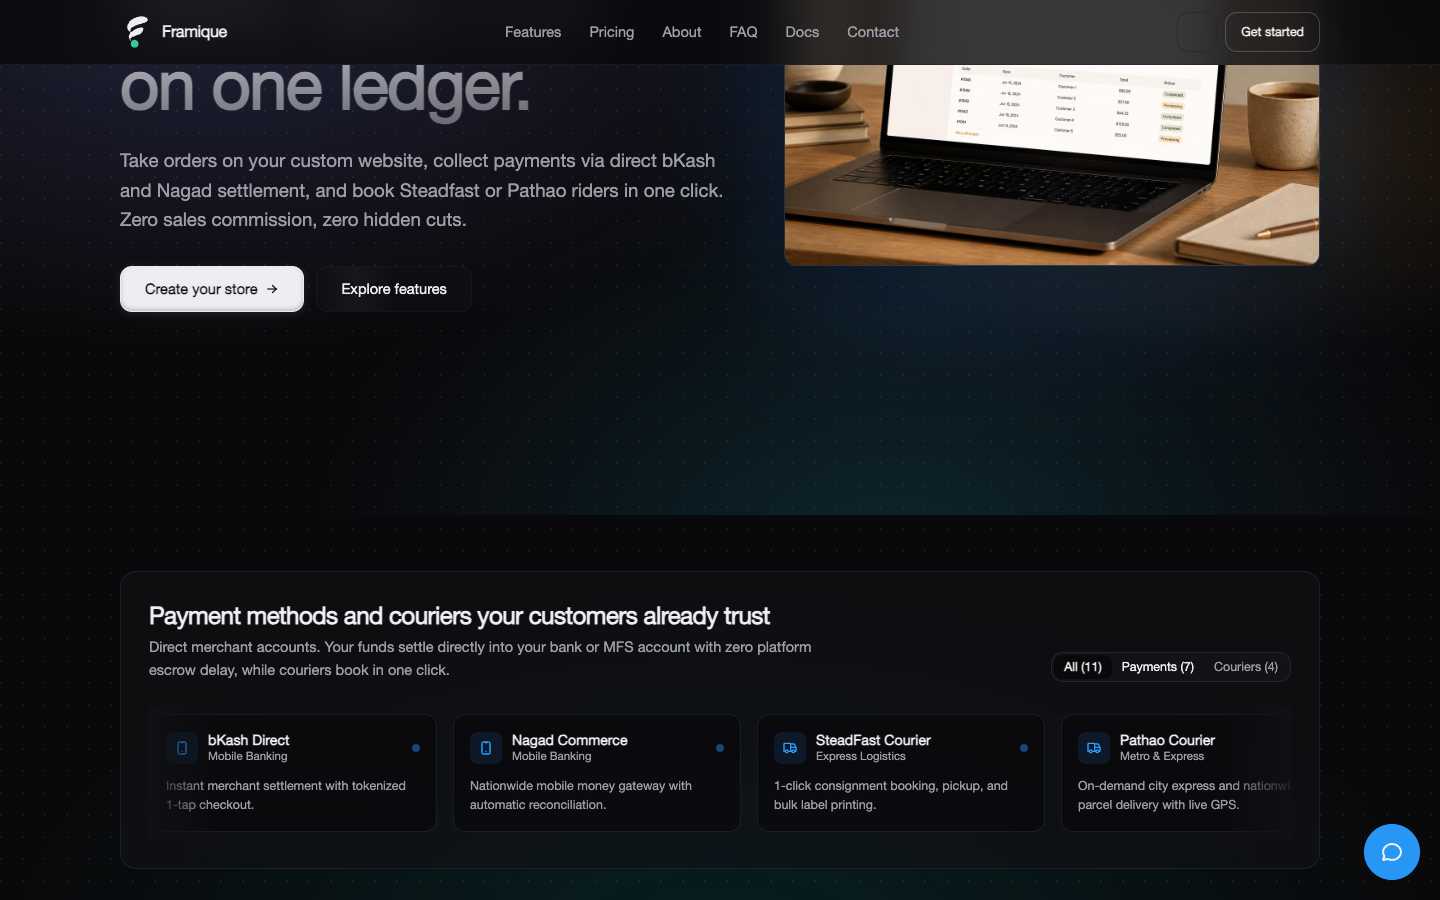 Framique
Features
Pricing
About
FAQ
Docs
Contact
Get started
on one ledger.
Take orders on your custom website, collect payments via direct bKash
and Nagad settlement, and book Steadfast or Pathao riders in one click.
Zero sales commission, zero hidden cuts.
Create your store →
Explore features
Payment methods and couriers your customers already trust
Direct merchant accounts. Your funds settle directly into your bank or MFS account with zero platform
escrow delay, while couriers book in one click.
All (11)
Payments (7)
Couriers (4)
bKash Direct
Mobile Banking
Instant merchant settlement with tokenized
1-tap checkout.
Nagad Commerce
Mobile Banking
Nationwide mobile money gateway with
automatic reconciliation.
SteadFast Courier
Express Logistics
1-click consignment booking, pickup, and
bulk label printing.
Pathao Courier
Metro & Express
On-demand city express and nationwi
parcel delivery with live GPS.